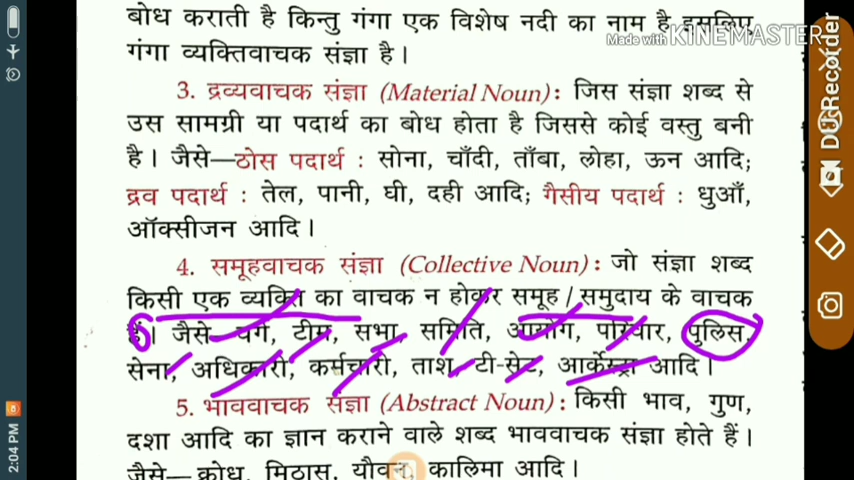 बोध कराती है किन्तु गंगा एक विशेष नदी का नाम है इसलिए
Made with KINEMASTER
गंगा व्यक्तिवाचक संज्ञा है।
3. द्रव्यवाचक संज्ञा (Material Noun) : जिस संज्ञा शब्द से
उस सामग्री या पदार्थ का बोध होता है जिससे कोई वस्तु बनी
है। जैसे—ठोस पदार्थ : सोना, चाँदी, ताँबा, लोहा, ऊन आदि;
द्रव पदार्थ : तेल, पानी, घी, दही आदि; गैसीय पदार्थ : धुआँ,
ऑक्सीजन आदि।
4. समूहवाचक संज्ञा (Collective Noun) : जो संज्ञा शब्द
किसी एक व्यक्ति का वाचक न होकर समूह / समुदाय के वाचक
हैं। जैसे—वर्ग, टीम, सभा, समिति, आयोग, परिवार, पुलिस,
सेना, अधिकारी, कर्मचारी, ताश, टी-सेट, आर्केस्ट्रा आदि।
5. भाववाचक संज्ञा (Abstract Noun) : किसी भाव, गुण,
दशा आदि का ज्ञान कराने वाले शब्द भाववाचक संज्ञा होते हैं।
जैसे— क्रोध, मिठास, यौवन, कालिमा आदि।
DU Recorder
2:04 PM